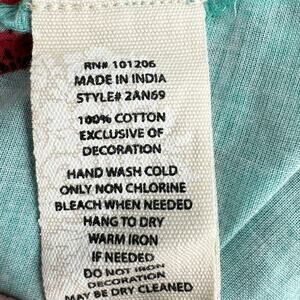 RN# 101206
MADE IN INDIA
STYLE# 2AN69
100% COTTON
EXCLUSIVE OF
DECORATION
HAND WASH COLD
ONLY NON CHLORINE
BLEACH WHEN NEEDED
HANG TO DRY
WARM IRON
IF NEEDED
DO NOT IRON
DECORATION
MAY BE DRY CLEANED